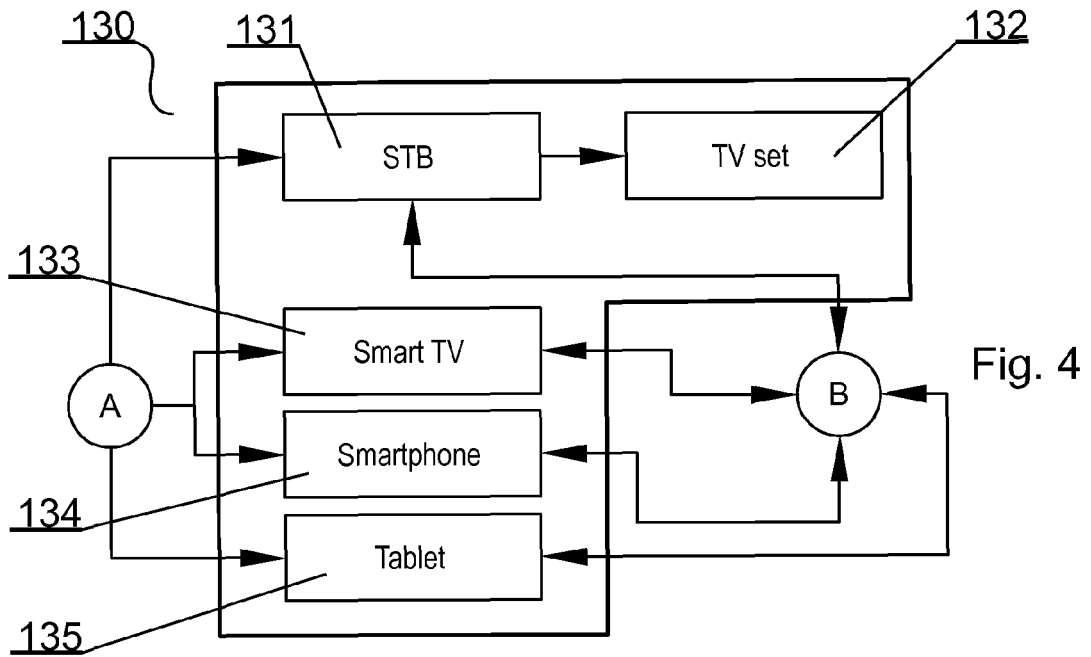 130
131
132
STB
TV set
133
Smart TV
Fig. 4
A
B
Smartphone
134
Tablet
135